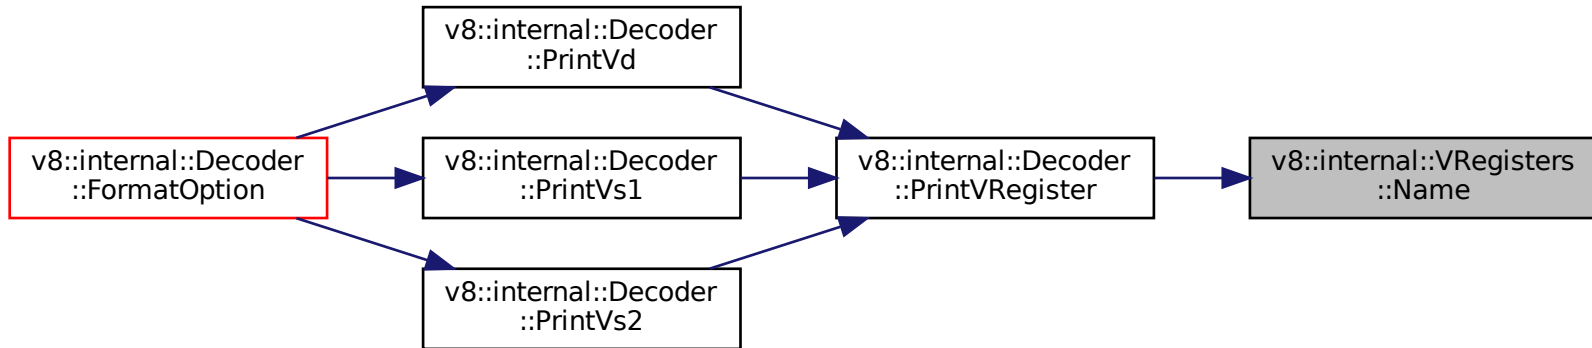 v8::internal::Decoder
::FormatOption
v8::internal::Decoder
::PrintVd
v8::internal::Decoder
::PrintVs1
v8::internal::Decoder
::PrintVs2
v8::internal::Decoder
::PrintVRegister
v8::internal::VRegisters
::Name